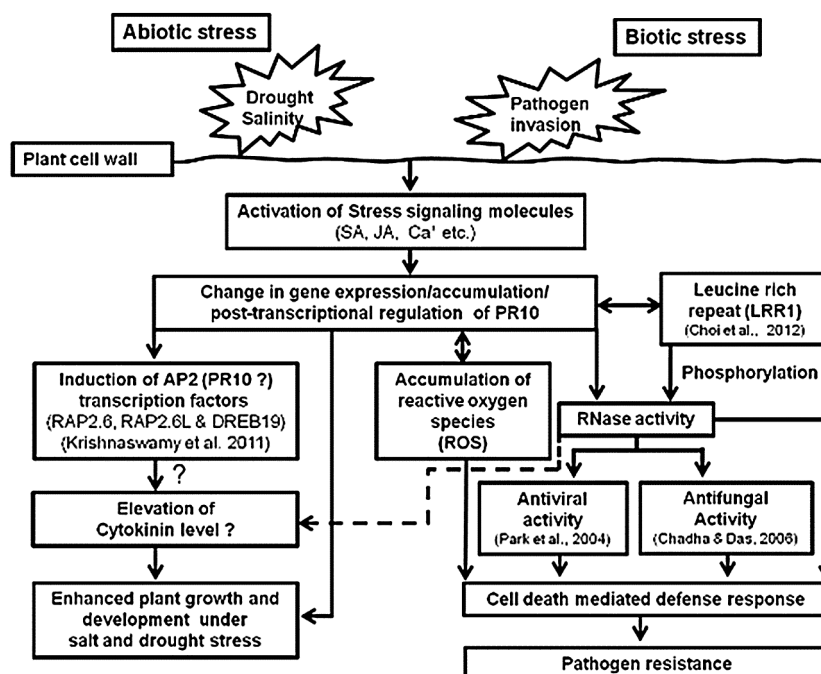 Abiotic stress
Biotic stress
Drought
Salinity
Pathogen
invasion
Plant cell wall
Activation of Stress signaling molecules
(SA, JA, Ca⁺ etc.)
Change in gene expression/accumulation/
post-transcriptional regulation of PR10
Leucine rich
repeat (LRR1)
(Choi et al., 2012)
Phosphorylation
Induction of AP2 (PR10 ?)
transcription factors
(RAP2.6, RAP2.6L & DREB19)
(Krishnaswamy et al. 2011)
Accumulation of
reactive oxygen
species
(ROS)
RNase activity
?
Elevation of
Cytokinin level ?
Antiviral
activity
(Park et al., 2004)
Antifungal
Activity
(Chadha & Das, 2006)
Enhanced plant growth and
development under
salt and drought stress
Cell death mediated defense response
Pathogen resistance